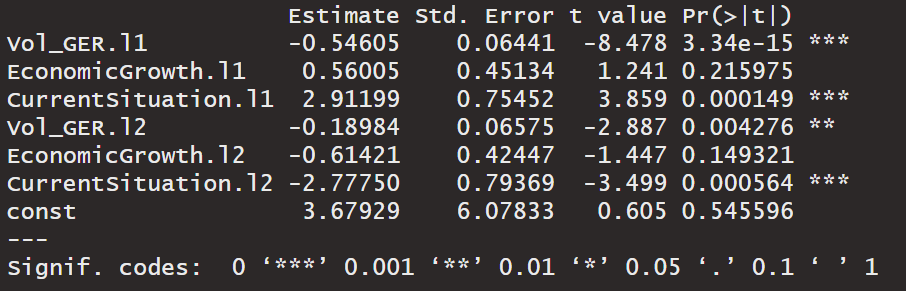 Estimate Std. Error t value Pr(>|t|)    
Vol_GER.l1           -0.54605    0.06441  -8.478 3.34e-15 ***
EconomicGrowth.l1     0.56005    0.45134   1.241 0.215975    
CurrentSituation.l1   2.91199    0.75452   3.859 0.000149 ***
Vol_GER.l2           -0.18984    0.06575  -2.887 0.004276 ** 
EconomicGrowth.l2    -0.61421    0.42447  -1.447 0.149321    
CurrentSituation.l2  -2.77750    0.79369  -3.499 0.000564 ***
const                 3.67929    6.07833   0.605 0.545596    
---
Signif. codes:  0 ‘***’ 0.001 ‘**’ 0.01 ‘*’ 0.05 ‘.’ 0.1 ‘ ’ 1